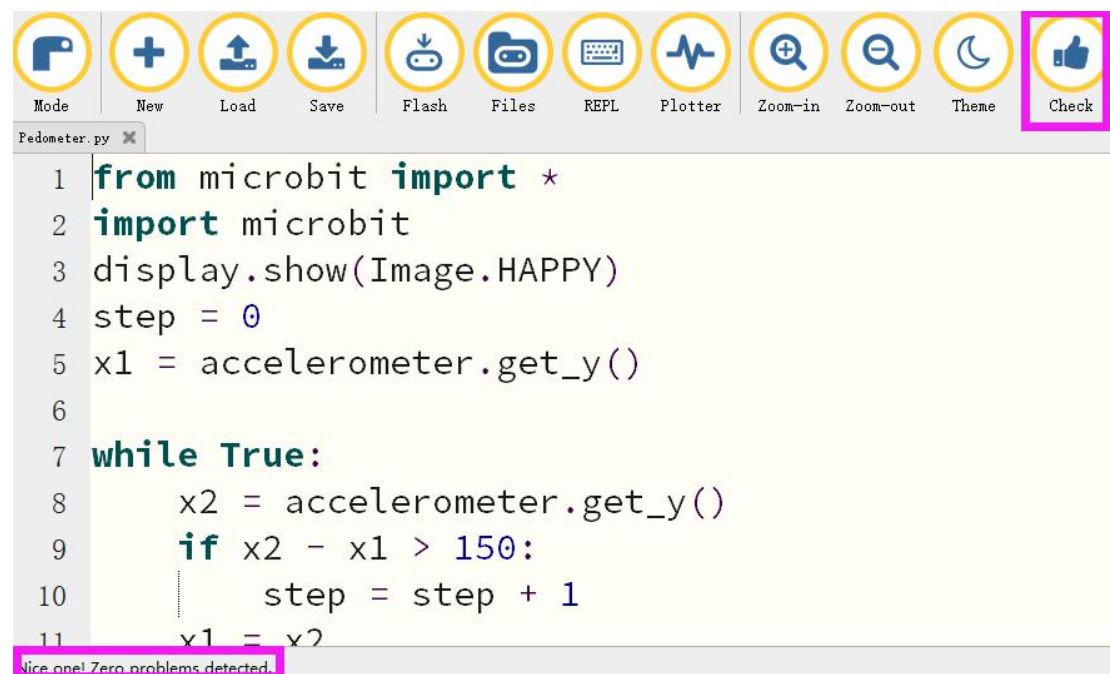 Mode New Load Save Flash Files REPL Plotter Zoom-in Zoom-out Theme Check
Pedometer.py
1 from microbit import *
2 import microbit
3 display.show(Image.HAPPY)
4 step = 0
5 x1 = accelerometer.get_y()
6
7 while True:
8     x2 = accelerometer.get_y()
9     if x2 - x1 > 150:
10         step = step + 1
11     x1 = x2
Nice one! Zero problems detected.